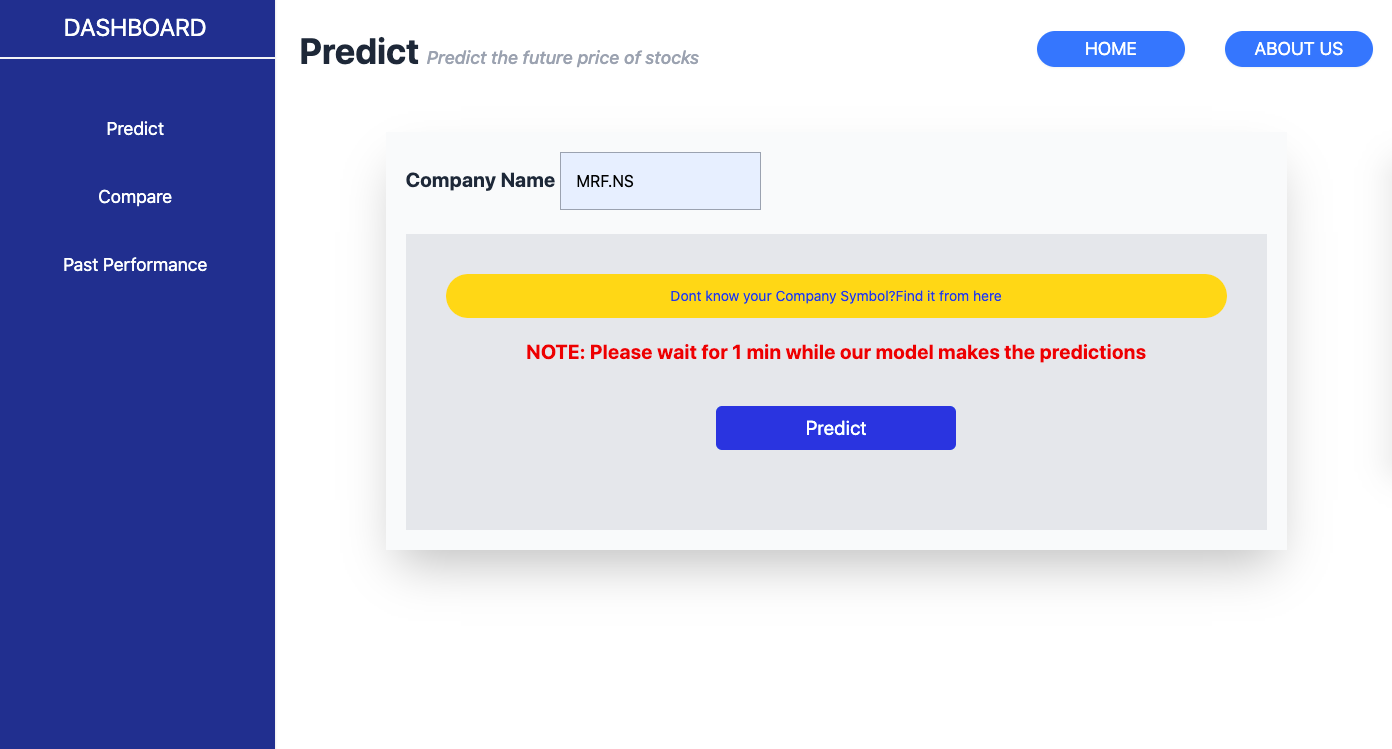 DASHBOARD
Predict
Compare
Past Performance
Predict Predict the future price of stocks
HOME
ABOUT US
Company Name MRF.NS
Dont know your Company Symbol?Find it from here
NOTE: Please wait for 1 min while our model makes the predictions
Predict